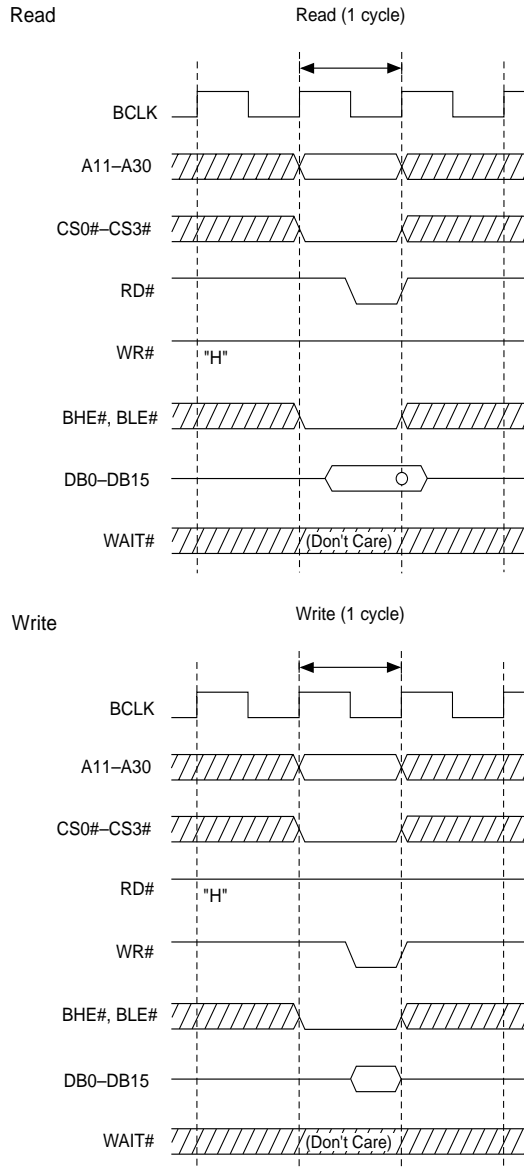 Read
Read (1 cycle)
BCLK
A11–A30
CS0#–CS3#
RD#
WR#
"H"
BHE#, BLE#
DB0–DB15
WAIT#
(Don't Care)
Write
Write (1 cycle)
BCLK
A11–A30
CS0#–CS3#
RD#
"H"
WR#
BHE#, BLE#
DB0–DB15
WAIT#
(Don't Care)